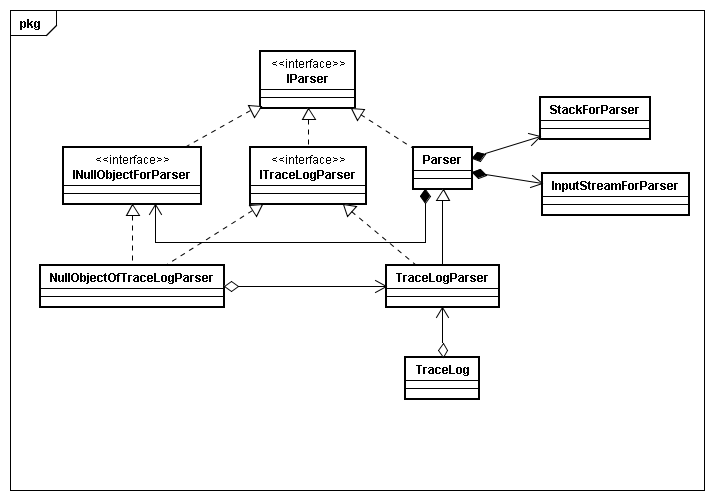 pkg
<<interface>>
IParser
StackForParser
<<interface>>
INullObjectForParser
<<interface>>
ITraceLogParser
Parser
InputStreamForParser
NullObjectOfTraceLogParser
TraceLogParser
TraceLog